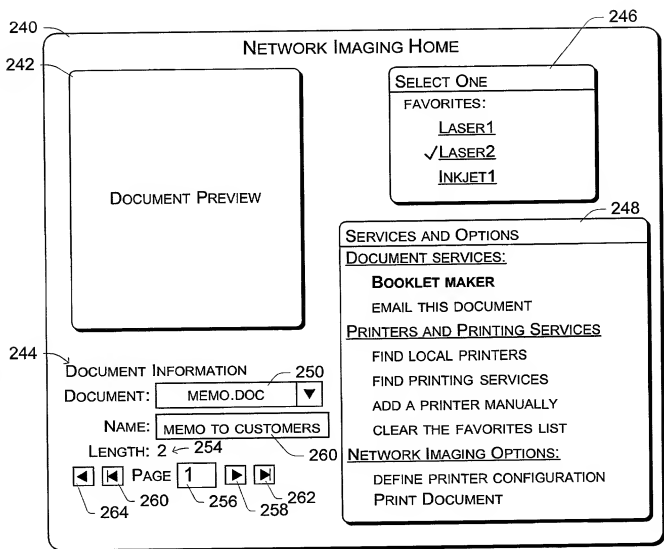 240
NETWORK IMAGING HOME
242
DOCUMENT PREVIEW
246
SELECT ONE
FAVORITES:
LASER1
✓LASER2
INKJET1
248
SERVICES AND OPTIONS
DOCUMENT SERVICES:
BOOKLET MAKER
EMAIL THIS DOCUMENT
PRINTERS AND PRINTING SERVICES
FIND LOCAL PRINTERS
FIND PRINTING SERVICES
ADD A PRINTER MANUALLY
CLEAR THE FAVORITES LIST
NETWORK IMAGING OPTIONS:
DEFINE PRINTER CONFIGURATION
PRINT DOCUMENT
244
DOCUMENT INFORMATION
250
DOCUMENT: MEMO.DOC
NAME: MEMO TO CUSTOMERS
LENGTH: 2 254
260
PAGE 1
264 260 256 258 262